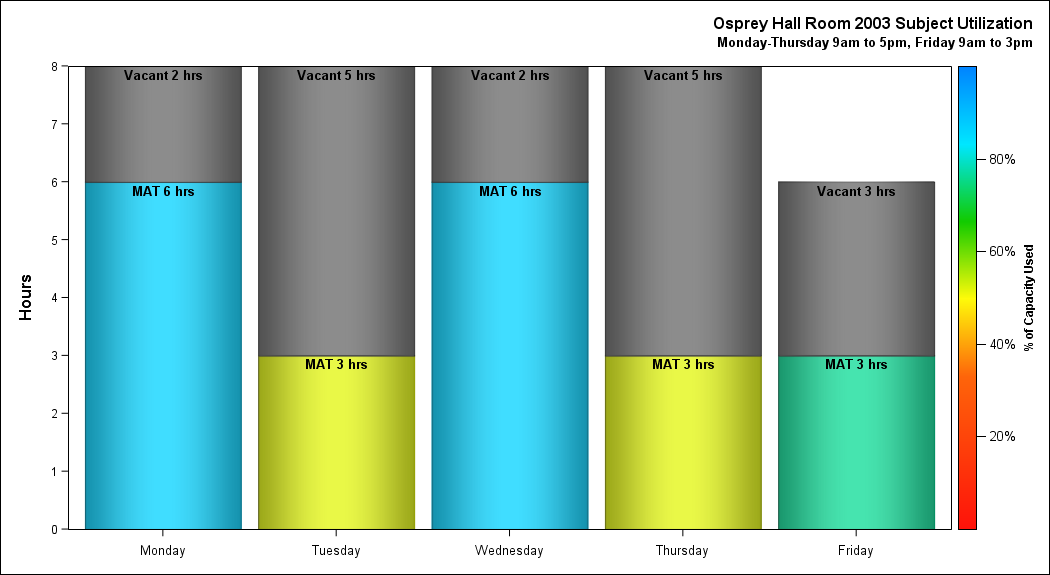 Osprey Hall Room 2003 Subject Utilization
Monday-Thursday 9am to 5pm, Friday 9am to 3pm
8
7
6
5
4
3
2
1
0
Hours
Vacant 2 hrs
MAT 6 hrs
Vacant 5 hrs
MAT 3 hrs
Vacant 2 hrs
MAT 6 hrs
Vacant 5 hrs
MAT 3 hrs
Vacant 3 hrs
MAT 3 hrs
Monday
Tuesday
Wednesday
Thursday
Friday
80%
60%
40%
20%
% of Capacity Used